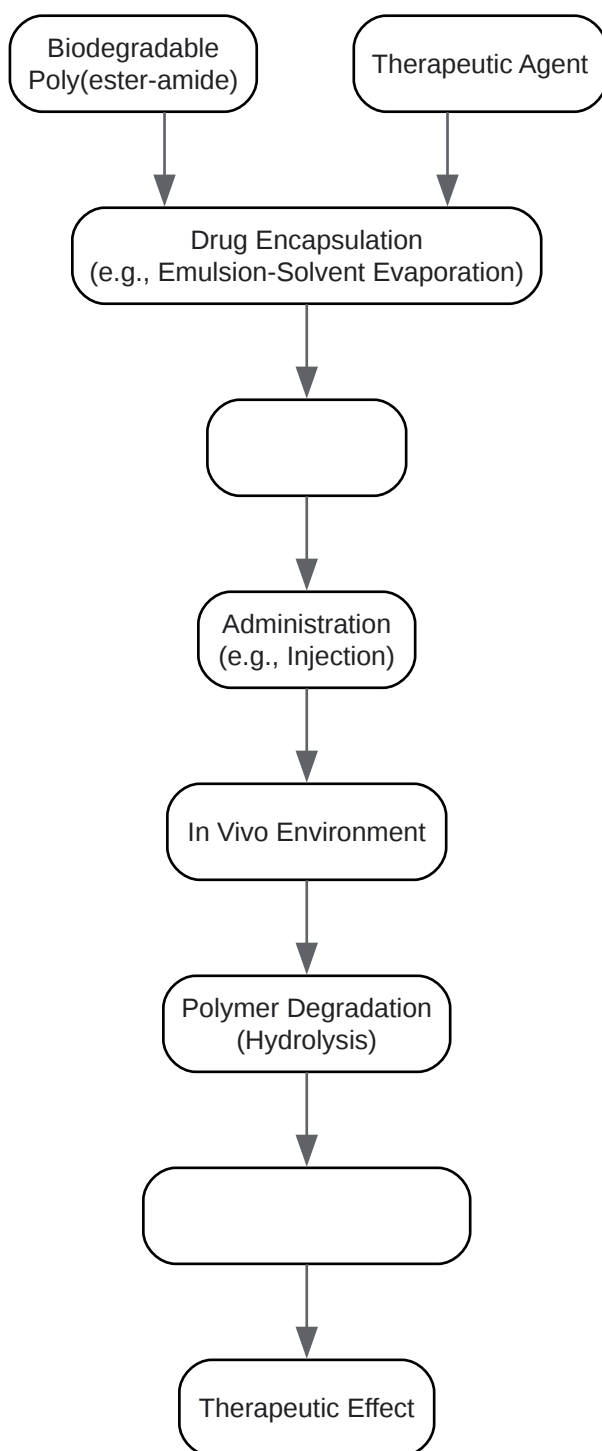 Biodegradable
Poly(ester-amide)
Therapeutic Agent
Drug Encapsulation
(e.g., Emulsion-Solvent Evaporation)
Administration
(e.g., Injection)
In Vivo Environment
Polymer Degradation
(Hydrolysis)
Therapeutic Effect